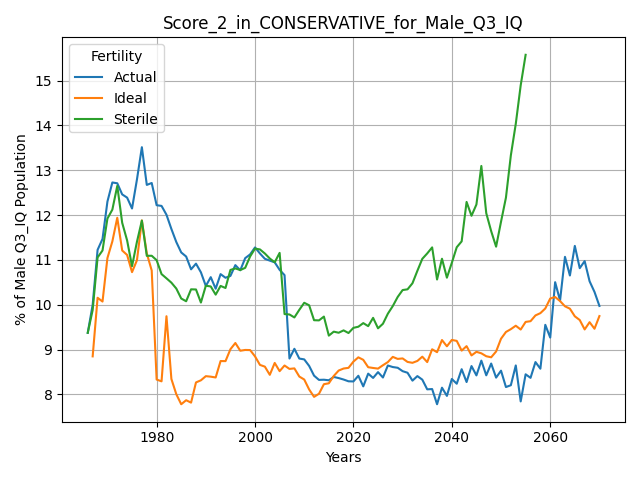 Score_2_in_CONSERVATIVE_for_Male_Q3_IQ
Fertility
Actual
Ideal
Sterile
% of Male Q3_IQ Population
15
14
13
12
11
10
9
8
1980
2000
2020
2040
2060
Years